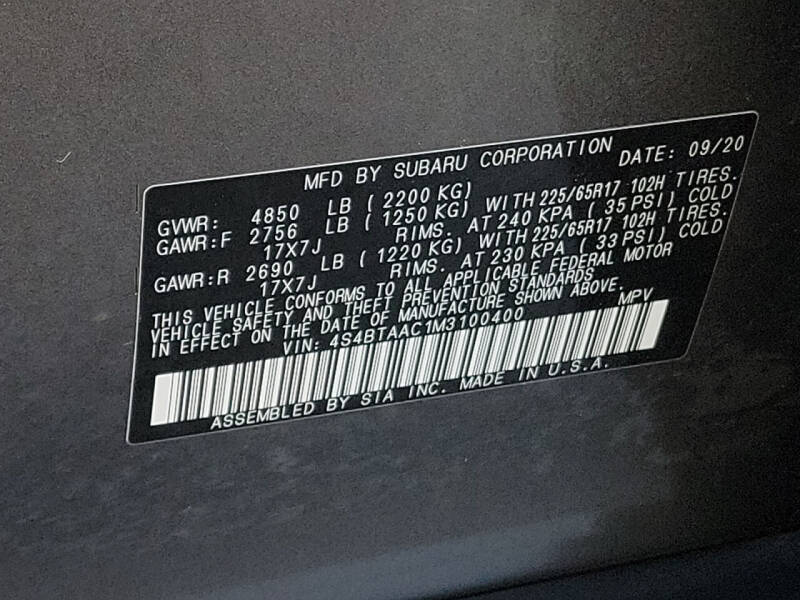 MFD BY SUBARU CORPORATION DATE: 09/20
GVWR: 4850 LB ( 2200 KG)
GAWR:F 2756 LB ( 1250 KG) WITH 225/65R17 102H TIRES.
17X7J RIMS. AT 240 KPA ( 35 PSI) COLD
GAWR:R 2690 LB ( 1220 KG) WITH 225/65R17 102H TIRES.
17X7J RIMS. AT 230 KPA ( 33 PSI) COLD
THIS VEHICLE CONFORMS TO ALL APPLICABLE FEDERAL MOTOR
VEHICLE SAFETY AND THEFT PREVENTION STANDARDS
IN EFFECT ON THE DATE OF MANUFACTURE SHOWN ABOVE.
VIN: 4S4BTAAC1M3100400 MPV
ASSEMBLED BY SIA INC. MADE IN U.S.A.